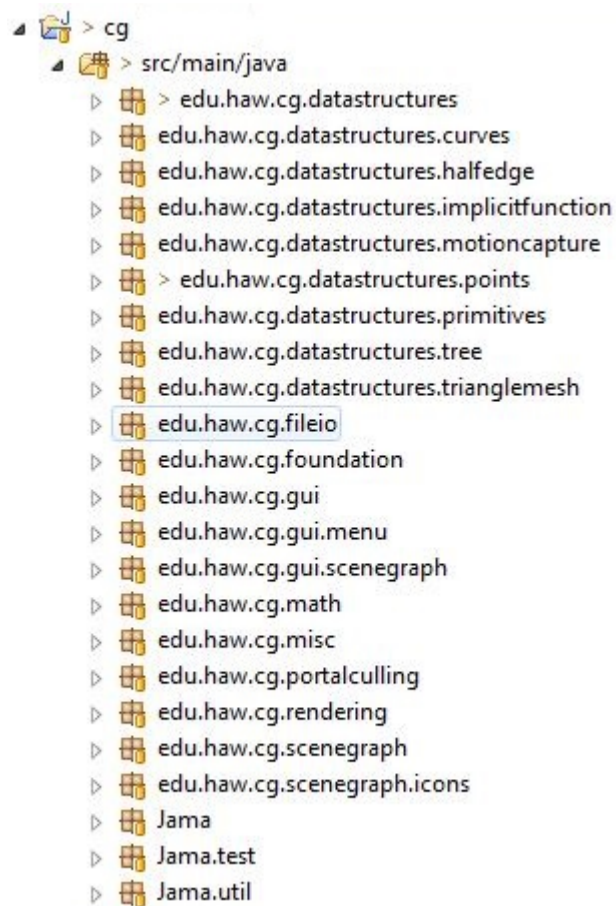 > cg
> src/main/java
> edu.haw.cg.datastructures
edu.haw.cg.datastructures.curves
edu.haw.cg.datastructures.halfedge
edu.haw.cg.datastructures.implicitfunction
edu.haw.cg.datastructures.motioncapture
> edu.haw.cg.datastructures.points
edu.haw.cg.datastructures.primitives
edu.haw.cg.datastructures.tree
edu.haw.cg.datastructures.trianglemesh
edu.haw.cg.fileio
edu.haw.cg.foundation
edu.haw.cg.gui
edu.haw.cg.gui.menu
edu.haw.cg.gui.scenegraph
edu.haw.cg.math
edu.haw.cg.misc
edu.haw.cg.portalculling
edu.haw.cg.rendering
edu.haw.cg.scenegraph
edu.haw.cg.scenegraph.icons
Jama
Jama.test
Jama.util